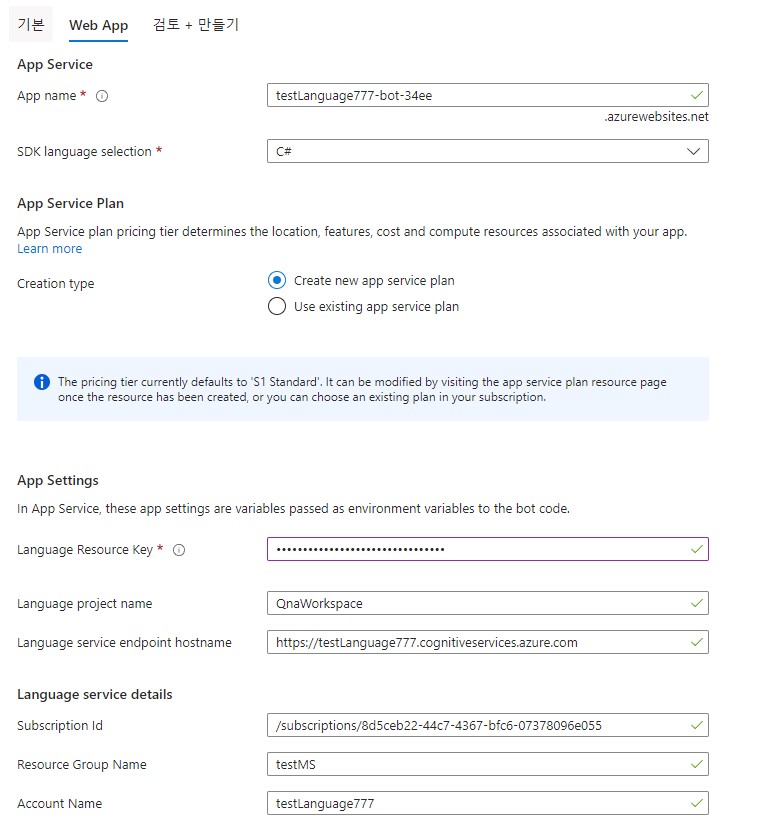 기본 Web App 검토 + 만들기
App Service
App name *
testLanguage777-bot-34ee
.azurewebsites.net
SDK language selection *
C#
App Service Plan
App Service plan pricing tier determines the location, features, cost and compute resources associated with your app.
Learn more
Creation type
Create new app service plan
Use existing app service plan
The pricing tier currently defaults to 'S1 Standard'. It can be modified by visiting the app service plan resource page
once the resource has been created, or you can choose an existing plan in your subscription.
App Settings
In App Service, these app settings are variables passed as environment variables to the bot code.
Language Resource Key *
••••••••••••••••••••••••••••••••
Language project name
QnaWorkspace
Language service endpoint hostname
https://testLanguage777.cognitiveservices.azure.com
Language service details
Subscription Id
/subscriptions/8d5ceb22-44c7-4367-bfc6-07378096e055
Resource Group Name
testMS
Account Name
testLanguage777